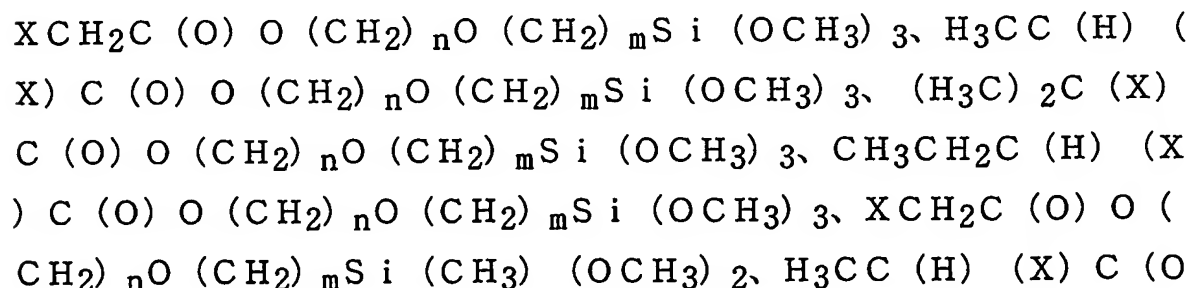 XCH2C (O) O (CH2) nO (CH2) mSi (OCH3) 3、H3CC (H) (
X) C (O) O (CH2) nO (CH2) mSi (OCH3) 3、 (H3C) 2C (X)
C (O) O (CH2) nO (CH2) mSi (OCH3) 3、CH3CH2C (H) (X
) C (O) O (CH2) nO (CH2) mSi (OCH3) 3、XCH2C (O) O (
CH2) nO (CH2) mSi (CH3) (OCH3) 2、H3CC (H) (X) C (O